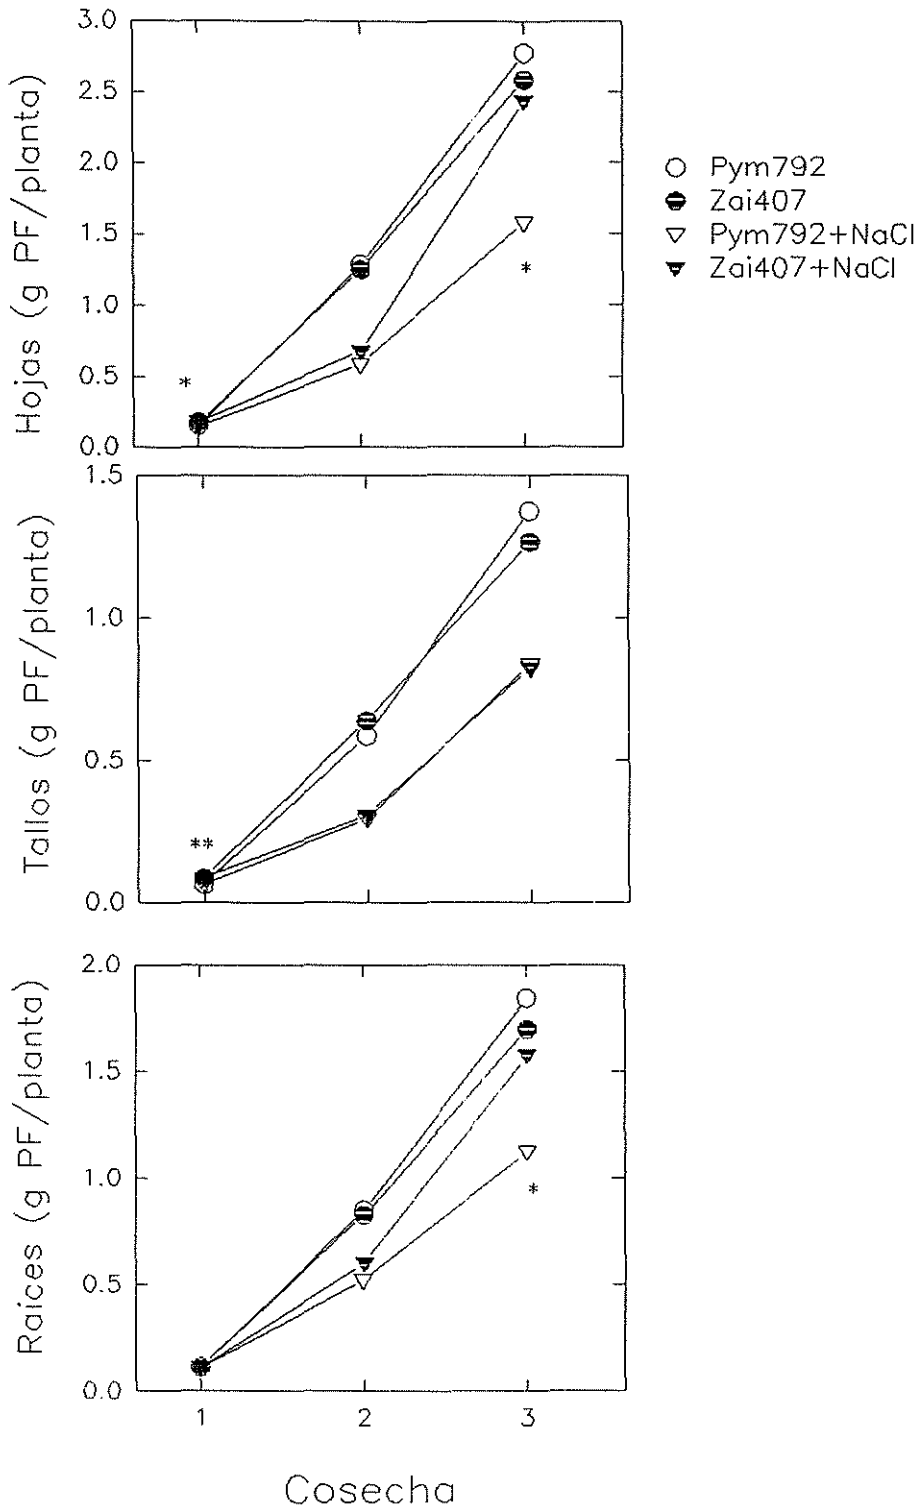 Hojas (g PF/planta)
3.0
2.5
2.0
1.5
1.0
0.5
0.0
*
*
Pym792
Zai407
Pym792+NaCl
Zai407+NaCl
Tallos (g PF/planta)
1.5
1.0
0.5
0.0
**
Raíces (g PF/planta)
2.0
1.5
1.0
0.5
0.0
*
1 2 3
Cosecha